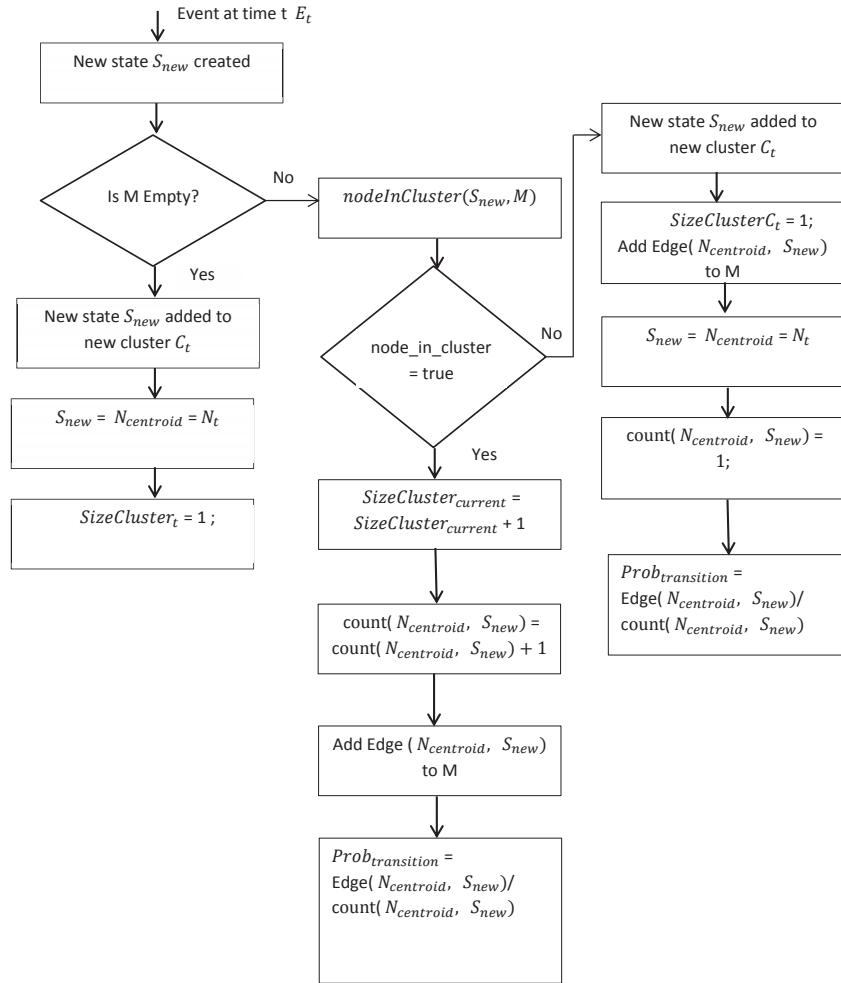 Event at time t E_t
New state S_new created
Is M Empty?
No
Yes
New state S_new added to
new cluster C_t
S_new = N_centroid = N_t
SizeCluster_t = 1 ;
nodeInCluster(S_new, M)
node_in_cluster
= true
No
Yes
SizeCluster_current =
SizeCluster_current + 1
count( N_centroid, S_new) =
count( N_centroid, S_new) + 1
Add Edge ( N_centroid, S_new)
to M
Prob_transition =
Edge( N_centroid, S_new)/
count( N_centroid, S_new)
New state S_new added to
new cluster C_t
SizeClusterC_t = 1;
Add Edge( N_centroid, S_new)
to M
S_new = N_centroid = N_t
count( N_centroid, S_new) =
1;
Prob_transition =
Edge( N_centroid, S_new)/
count( N_centroid, S_new)